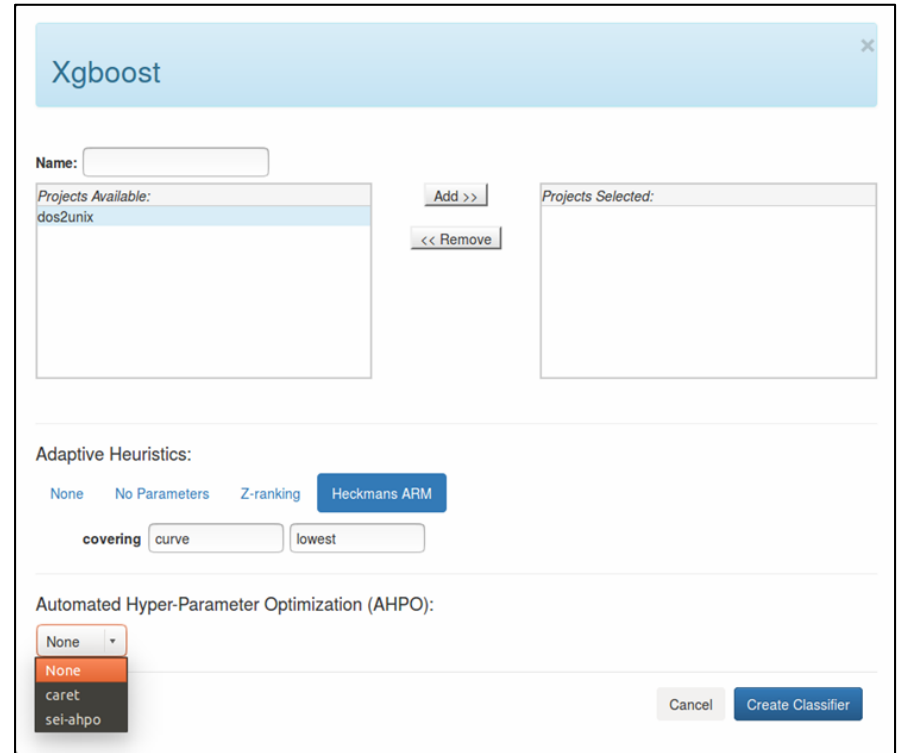 Xgboost
×
Name:
Projects Available:
dos2unix
Add >>
<< Remove
Projects Selected:
Adaptive Heuristics:
None No Parameters Z-ranking Heckmans ARM
covering curve lowest
Automated Hyper-Parameter Optimization (AHPO):
None
None
caret
sei-ahpo
Cancel Create Classifier